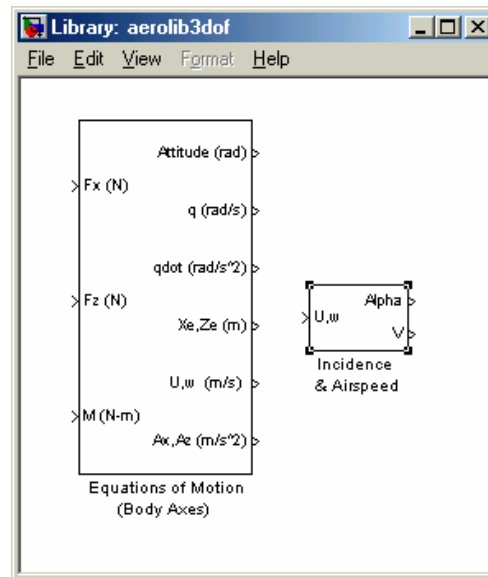 Library: aerolib3dof
File Edit View Format Help
Attitude (rad)
Fx (N)
q (rad/s)
qdot (rad/s^2)
Fz (N)
Xe,Ze (m)
U,w (m/s)
M (N-m)
Ax,Az (m/s^2)
Equations of Motion
(Body Axes)
Alpha
U,w
V
Incidence
& Airspeed